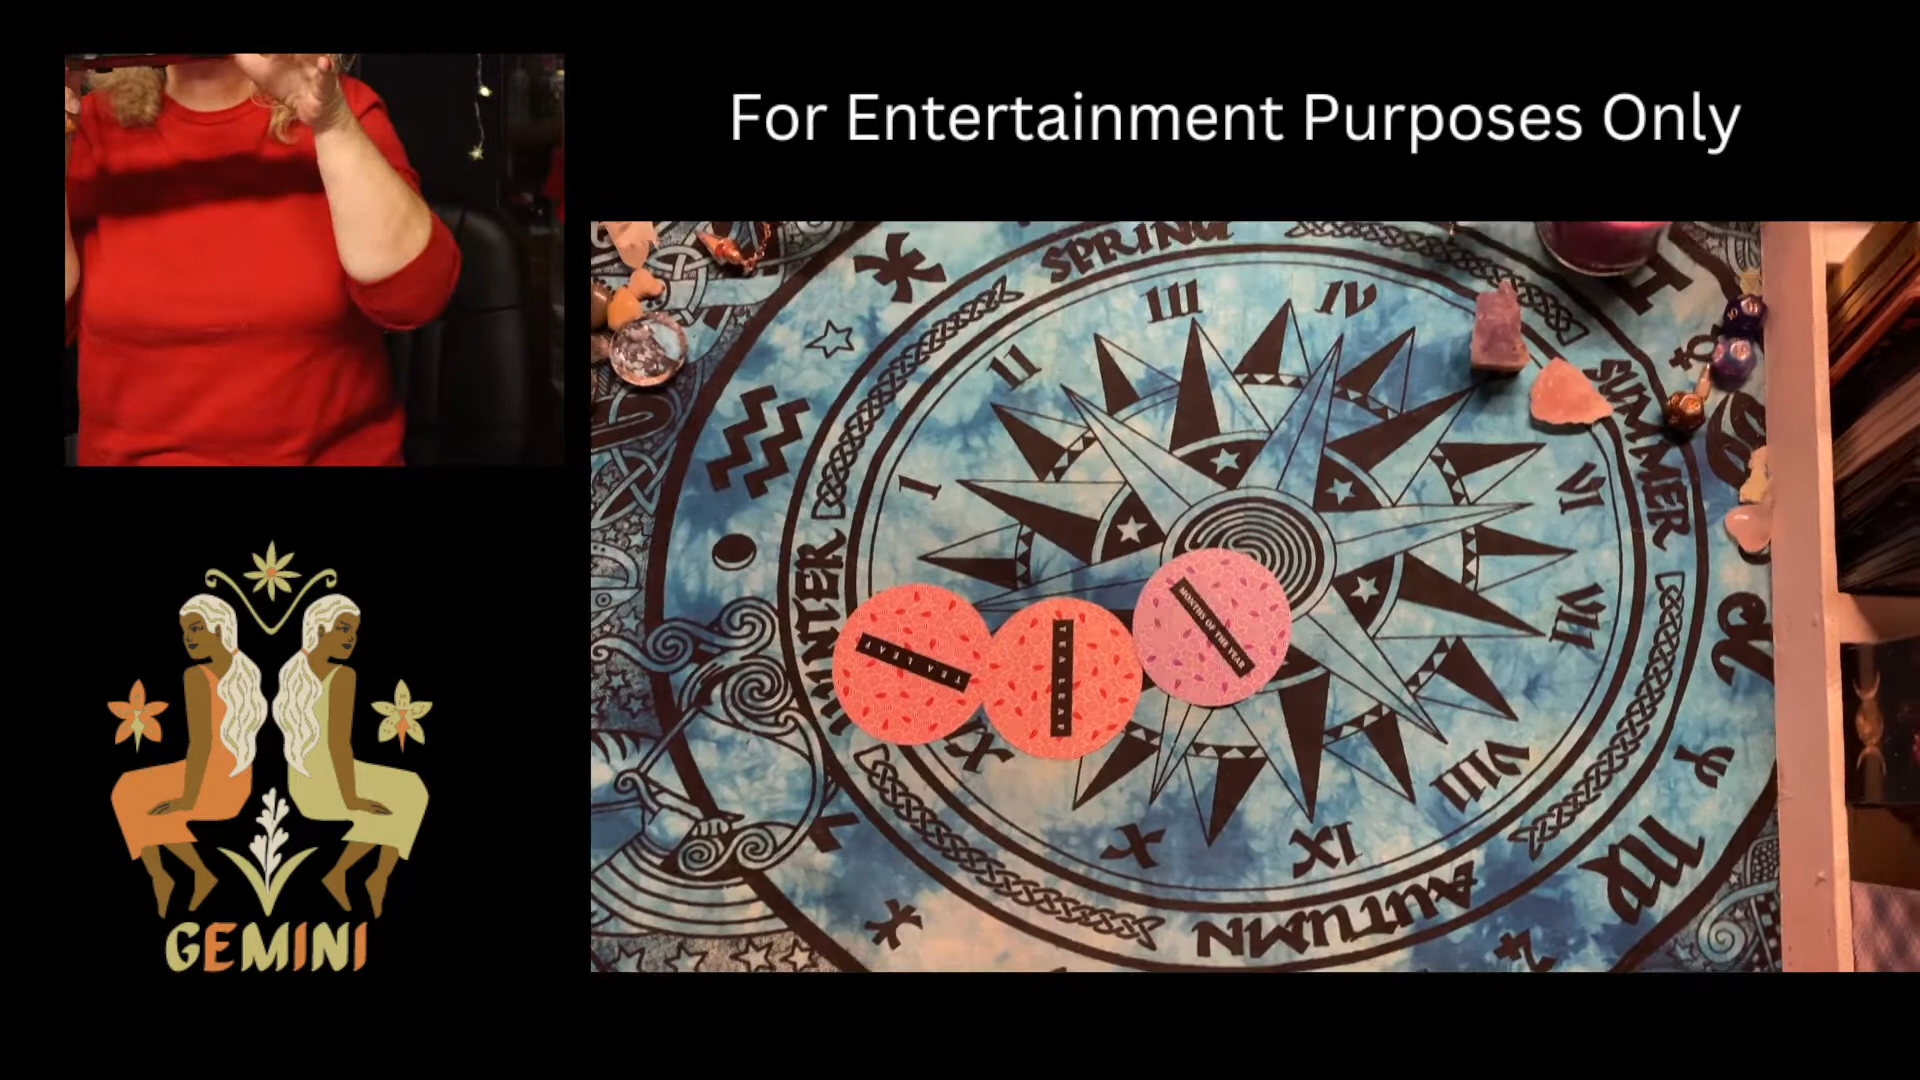 For Entertainment Purposes Only
SPRING
III
IV
II
SUMMER
I
VI
WINTER
VII
TEA LEAF
TEA LEAF
MONTHS OF THE YEAR
VIII
X
XI
AUTUMN
GEMINI